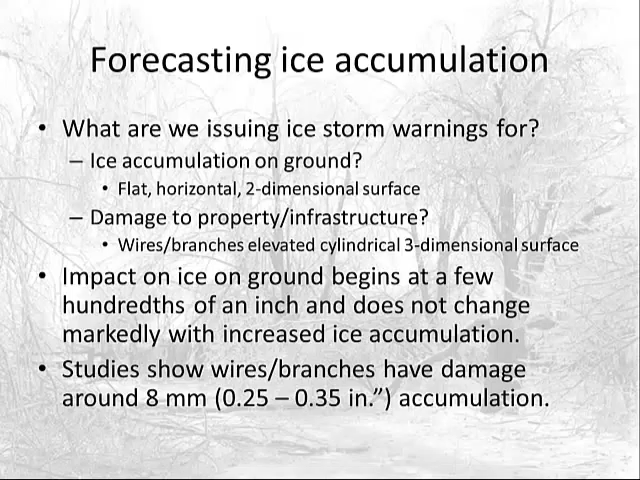 Forecasting ice accumulation
• What are we issuing ice storm warnings for?
– Ice accumulation on ground?
• Flat, horizontal, 2-dimensional surface
– Damage to property/infrastructure?
• Wires/branches elevated cylindrical 3-dimensional surface
• Impact on ice on ground begins at a few
hundredths of an inch and does not change
markedly with increased ice accumulation.
• Studies show wires/branches have damage
around 8 mm (0.25 – 0.35 in.”) accumulation.